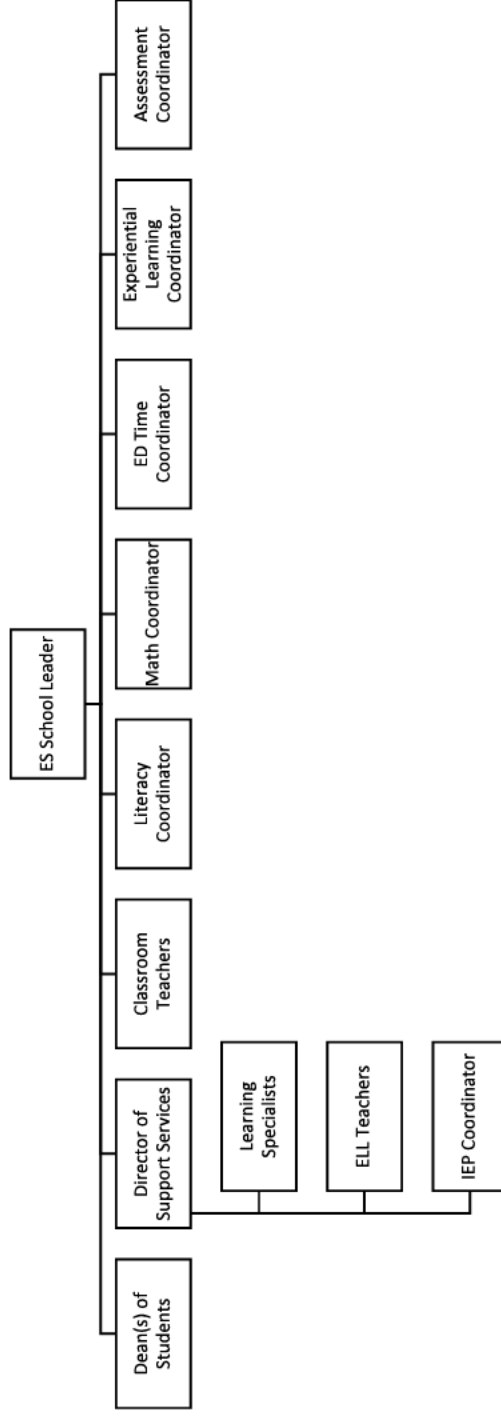 ES School Leader
Dean(s) of
Students
Director of
Support Services
Learning
Specialists
ELL Teachers
IEP Coordinator
Classroom
Teachers
Literacy
Coordinator
Math Coordinator
ED Time
Coordinator
Experiential
Learning
Coordinator
Assessment
Coordinator